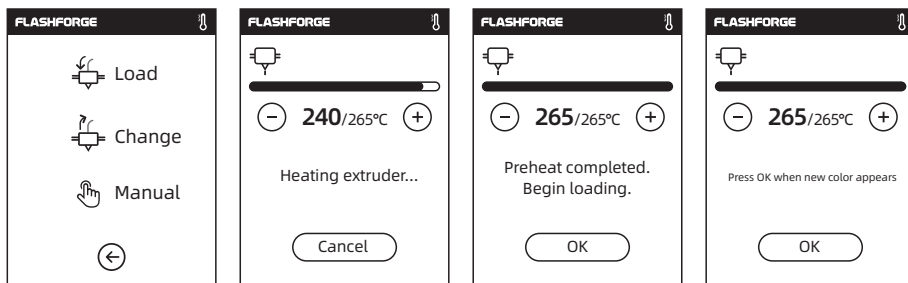 FLASHFORGE
Load
Change
Manual
FLASHFORGE
240/265℃
Heating extruder...
Cancel
FLASHFORGE
265/265℃
Preheat completed.
Begin loading.
OK
FLASHFORGE
265/265℃
Press OK when new color appears
OK